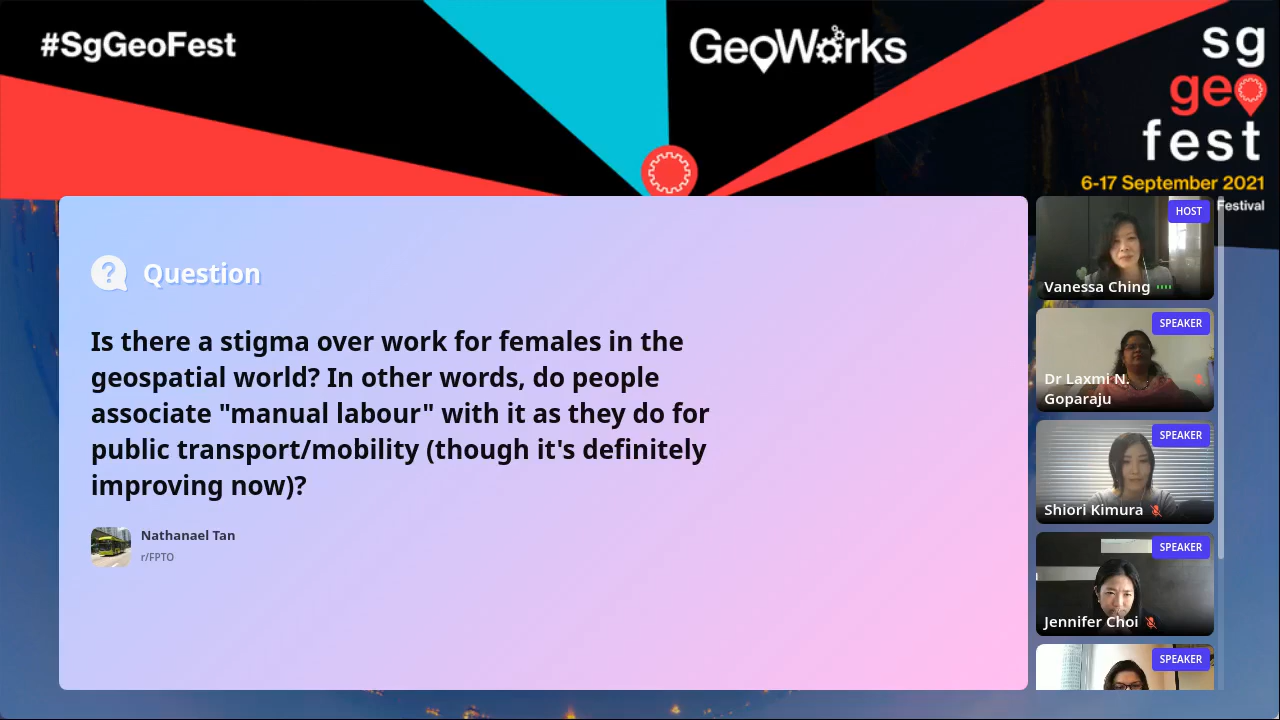 #SgGeoFest
GeoWorks
sg
geo
fest
6-17 September 2021
Festival
Question
Is there a stigma over work for females in the
geospatial world? In other words, do people
associate "manual labour" with it as they do for
public transport/mobility (though it's definitely
improving now)?
Nathanael Tan
r/FPTO
HOST
Vanessa Ching
SPEAKER
Dr Laxmi N.
Goparaju
SPEAKER
Shiori Kimura
SPEAKER
Jennifer Choi
SPEAKER